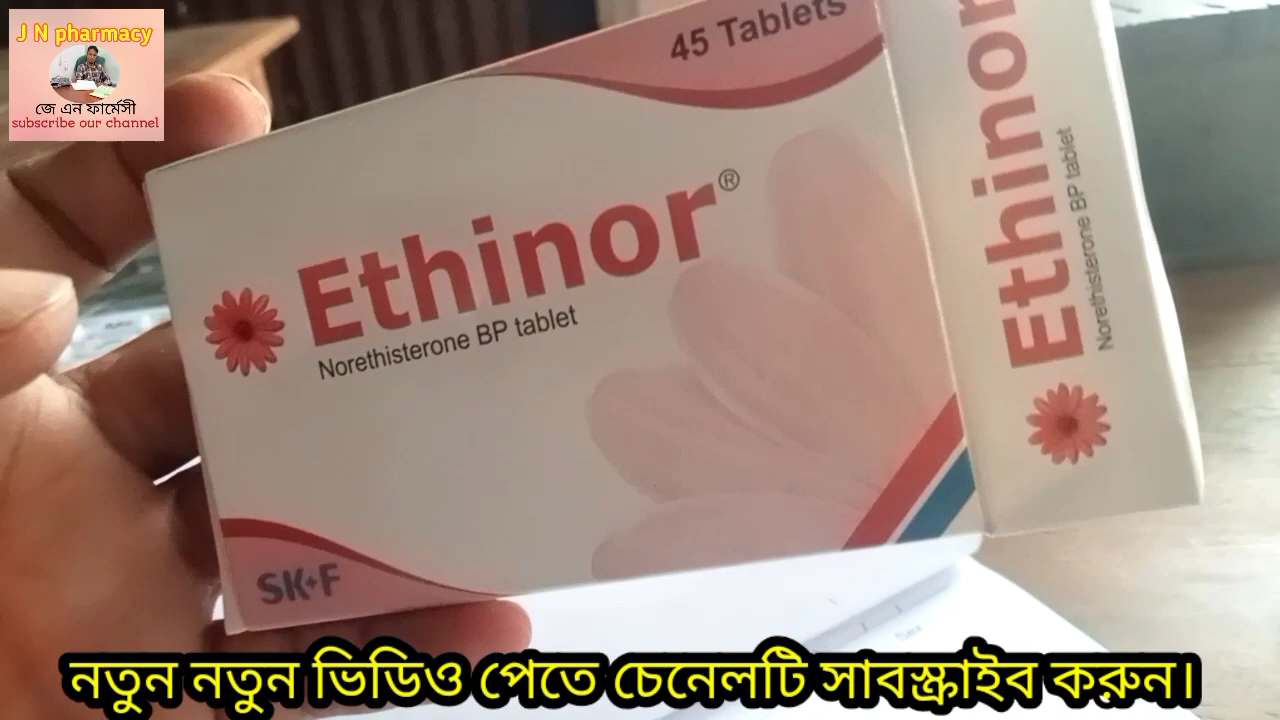 J N pharmacy
জে এন ফার্মেসী
subscribe our channel
45 Tablets
Ethinor®
Norethisterone BP tablet
SK+F
Ethinor
Norethisterone BP tablet
নতুন নতুন ভিডিও পেতে চেনেলটি সাবস্ক্রাইব করুন।